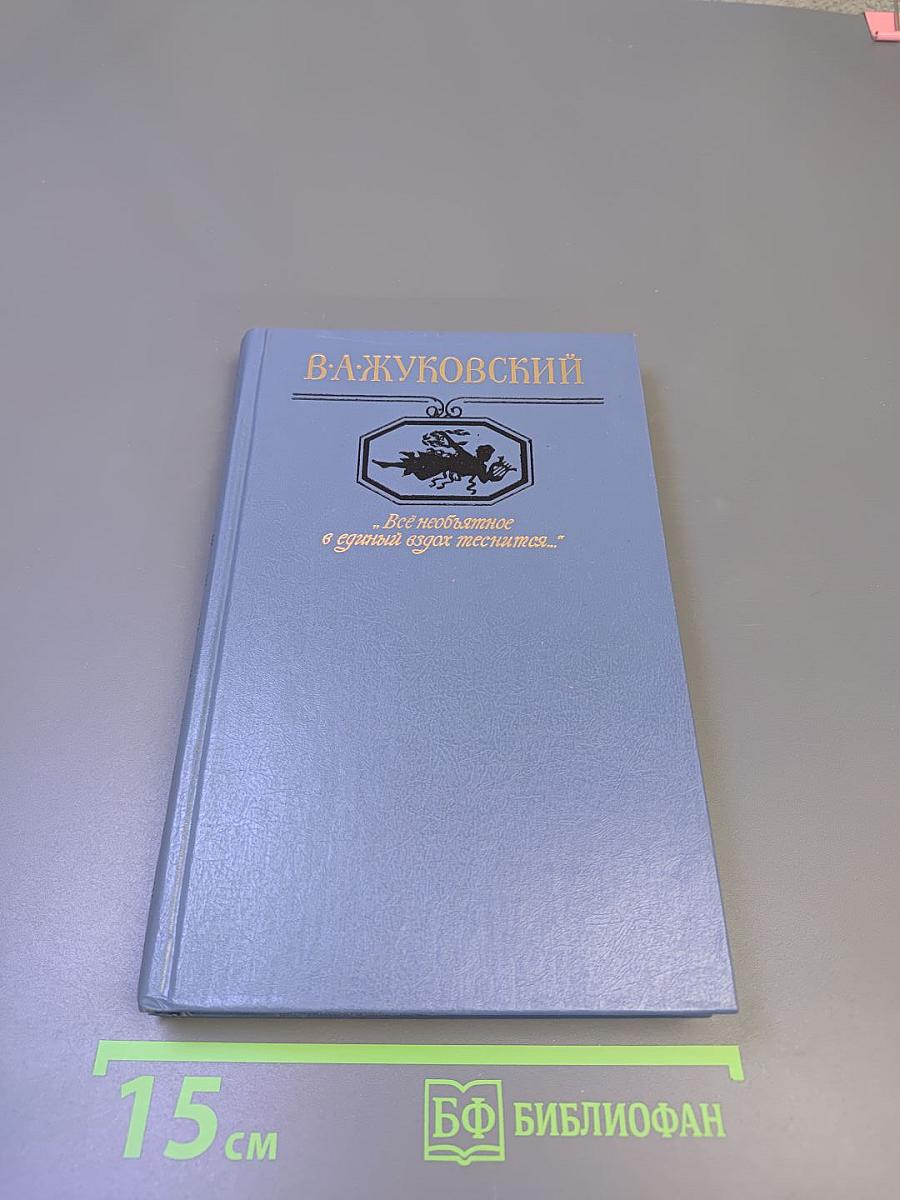 В·А·ЖУКОВСКИЙ
„Всё необъятное
в единый вздох теснится..."
15 см
БФ БИБЛИОФАН